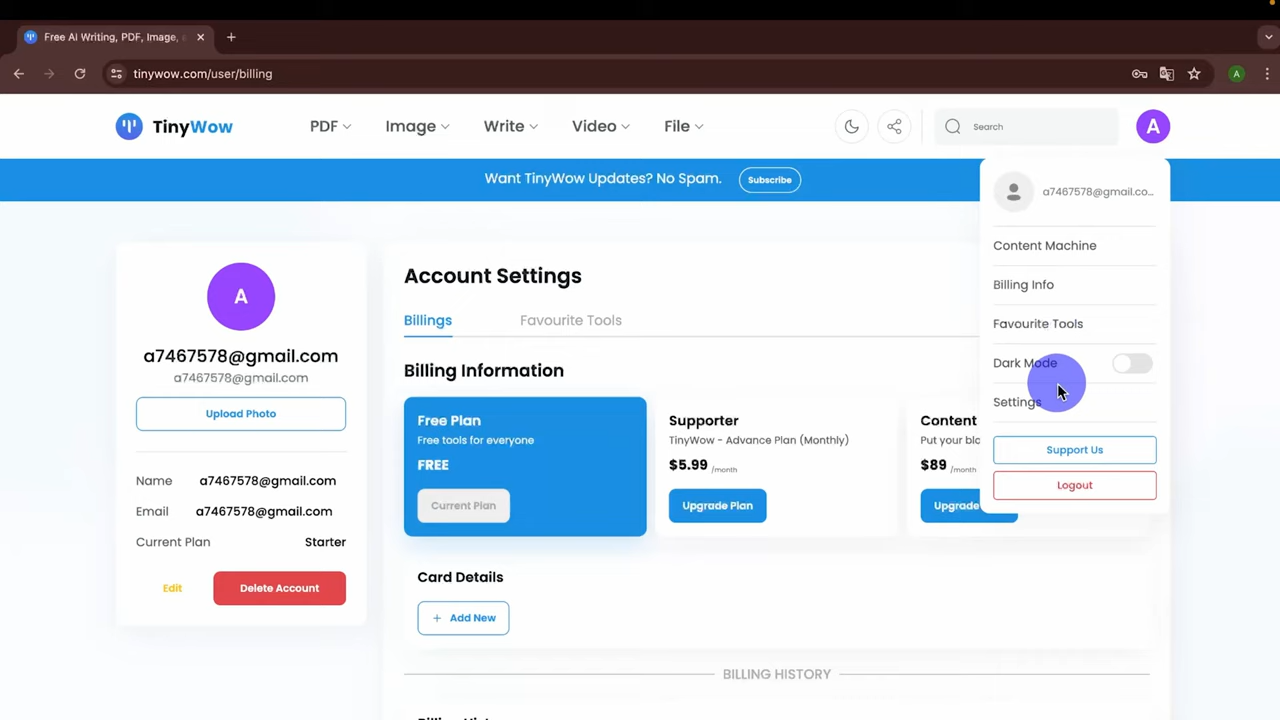 Free AI Writing, PDF, Image, a
tinywow.com/user/billing
A
TinyWow
PDF
Image
Write
Video
File
Search
A
Want TinyWow Updates? No Spam.
Subscribe
a7467578@gmail.co...
Content Machine
Billing Info
Favourite Tools
Dark Mode
Settings
Support Us
Logout
A
a7467578@gmail.com
a7467578@gmail.com
Upload Photo
Name a7467578@gmail.com
Email a7467578@gmail.com
Current Plan Starter
Edit
Delete Account
Account Settings
Billings
Favourite Tools
Billing Information
Free Plan
Free tools for everyone
FREE
Current Plan
Supporter
TinyWow - Advance Plan (Monthly)
$5.99 /month
Upgrade Plan
Content
Put your blo
$89 /month
Upgrade
Card Details
+ Add New
BILLING HISTORY